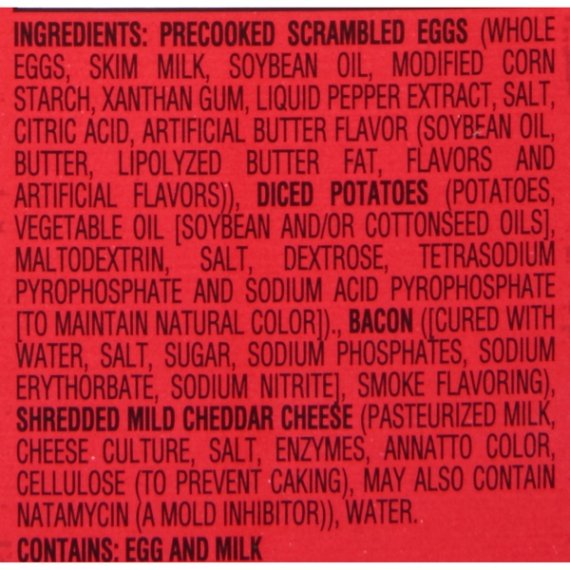 INGREDIENTS: PRECOOKED SCRAMBLED EGGS (WHOLE
EGGS, SKIM MILK, SOYBEAN OIL, MODIFIED CORN
STARCH, XANTHAN GUM, LIQUID PEPPER EXTRACT, SALT,
CITRIC ACID, ARTIFICIAL BUTTER FLAVOR (SOYBEAN OIL,
BUTTER, LIPOLYZED BUTTER FAT, FLAVORS AND
ARTIFICIAL FLAVORS)), DICED POTATOES (POTATOES,
VEGETABLE OIL [SOYBEAN AND/OR COTTONSEED OILS],
MALTODEXTRIN, SALT, DEXTROSE, TETRASODIUM
PYROPHOSPHATE AND SODIUM ACID PYROPHOSPHATE
[TO MAINTAIN NATURAL COLOR])., BACON ([CURED WITH
WATER, SALT, SUGAR, SODIUM PHOSPHATES, SODIUM
ERYTHORBATE, SODIUM NITRITE], SMOKE FLAVORING),
SHREDDED MILD CHEDDAR CHEESE (PASTEURIZED MILK,
CHEESE CULTURE, SALT, ENZYMES, ANNATTO COLOR,
CELLULOSE (TO PREVENT CAKING), MAY ALSO CONTAIN
NATAMYCIN (A MOLD INHIBITOR)), WATER.
CONTAINS: EGG AND MILK